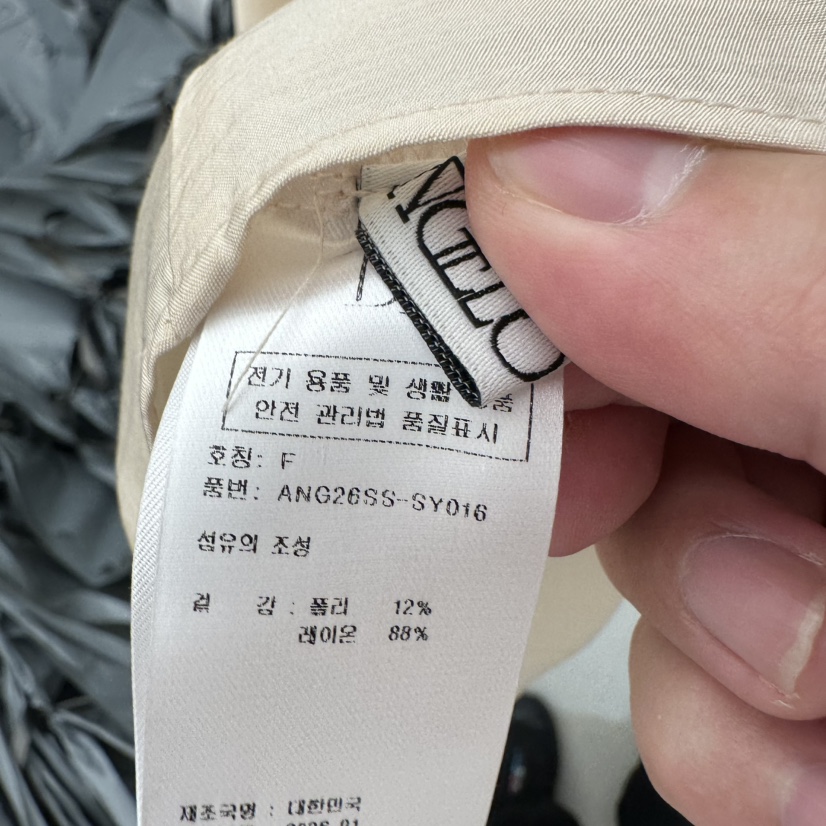 전기 용품 및 생활 용품
안전 관리법 품질표시
호칭: F
품번: ANG26SS-SY016
섬유의 조성
겉 감 : 폴리 12%
레이온 88%
제조국명 : 대한민국